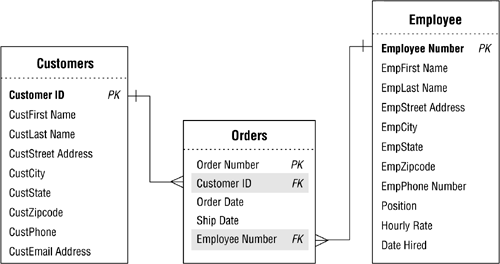 Customers
Customer ID PK
CustFirst Name
CustLast Name
CustStreet Address
CustCity
CustState
CustZipcode
CustPhone
CustEmail Address
Orders
Order Number PK
Customer ID FK
Order Date
Ship Date
Employee Number FK
Employee
Employee Number PK
EmpFirst Name
EmpLast Name
EmpStreet Address
EmpCity
EmpState
EmpZipcode
EmpPhone Number
Position
Hourly Rate
Date Hired